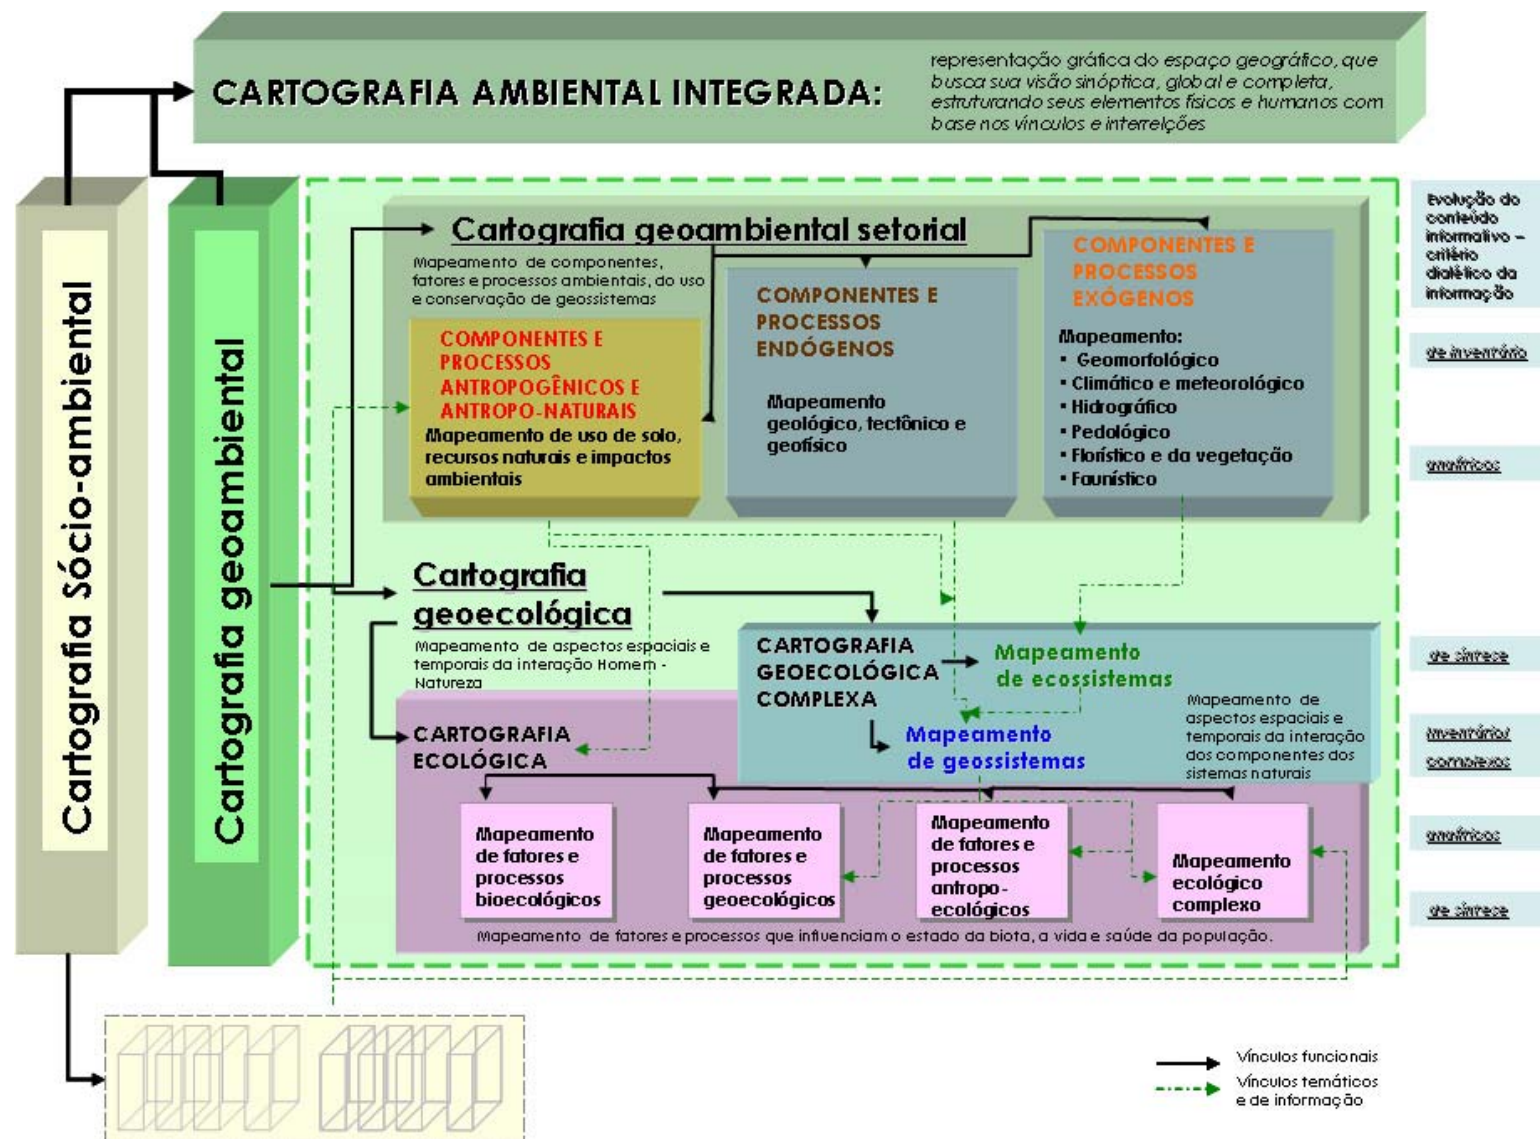 CARTOGRAFIA AMBIENTAL INTEGRADA:
representação gráfica do espaço geográfico, que
busca sua visão sinóptica, global e completa,
estruturando seus elementos físicos e humanos com
base nos vínculos e interrelções
Cartografia Sócio-ambiental
Cartografia geoambiental
Cartografia geoambiental setorial
Mapeamento de componentes,
fatores e processos ambientais, do uso
e conservação de geossistemas
COMPONENTES E
PROCESSOS
ANTROPOGÊNICOS E
ANTROPO-NATURAIS
Mapeamento de uso de solo,
recursos naturais e impactos
ambientais
COMPONENTES E
PROCESSOS
ENDÓGENOS
Mapeamento
geológico, tectônico e
geofísico
COMPONENTES E
PROCESSOS
EXÓGENOS
Mapeamento:
▪ Geomorfológico
▪ Climático e meteorológico
▪ Hidrográfico
▪ Pedológico
▪ Florístico e da vegetação
▪ Faunístico
Cartografia
geoecológica
Mapeamento de aspectos espaciais e
temporais da interação Homem -
Natureza
CARTOGRAFIA
GEOECOLÓGICA
COMPLEXA
Mapeamento
de ecossistemas
Mapeamento
de geossistemas
Mapeamento de
aspectos espaciais e
temporais da interação
dos componentes dos
sistemas naturais
CARTOGRAFIA
ECOLÓGICA
Mapeamento
de fatores e
processos
bioecológicos
Mapeamento
de fatores e
processos
geoecológicos
Mapeamento
de fatores e
processos
antropo-
ecológicos
Mapeamento
ecológico
complexo
Mapeamento de fatores e processos que influenciam o estado da biota, a vida e saúde da população.
Evolução do
conteúdo
informativo –
critério
dialético da
informação
de inventário
analíticos
de síntece
Inventário/
complexos
analíticos
de síntece
Vínculos funcionais
Vínculos temáticos
e de informação